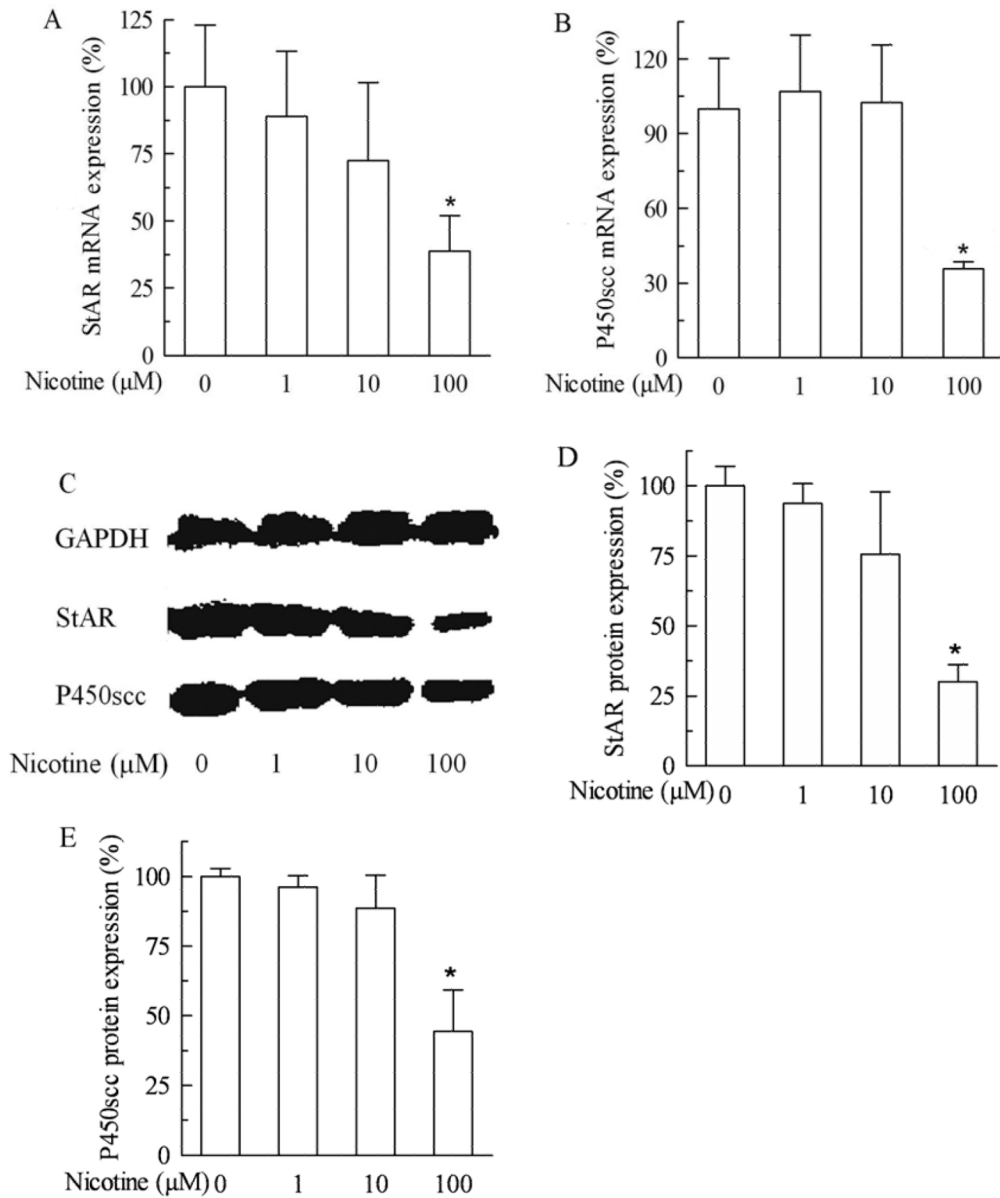 A
StAR mRNA expression (%)
125
100
75
50
25
0
*
Nicotine (μM) 0 1 10 100
B
P450scc mRNA expression (%)
120
90
60
30
0
*
0 1 10 100
Nicotine (μM)
C
GAPDH
StAR
P450scc
Nicotine (μM) 0 1 10 100
D
StAR protein expression (%)
100
75
50
25
0
*
Nicotine (μM) 0 1 10 100
E
P450scc protein expression (%)
100
75
50
25
0
*
Nicotine (μM) 0 1 10 100